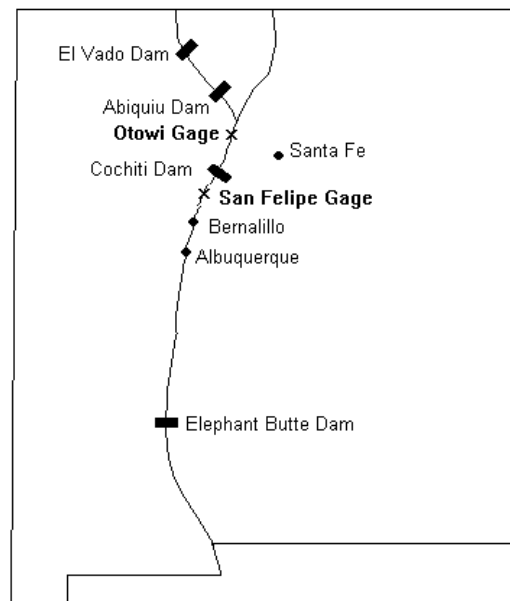 El Vado Dam
Abiquiu Dam
Otowi Gage
Santa Fe
Cochiti Dam
San Felipe Gage
Bernalillo
Albuquerque
Elephant Butte Dam